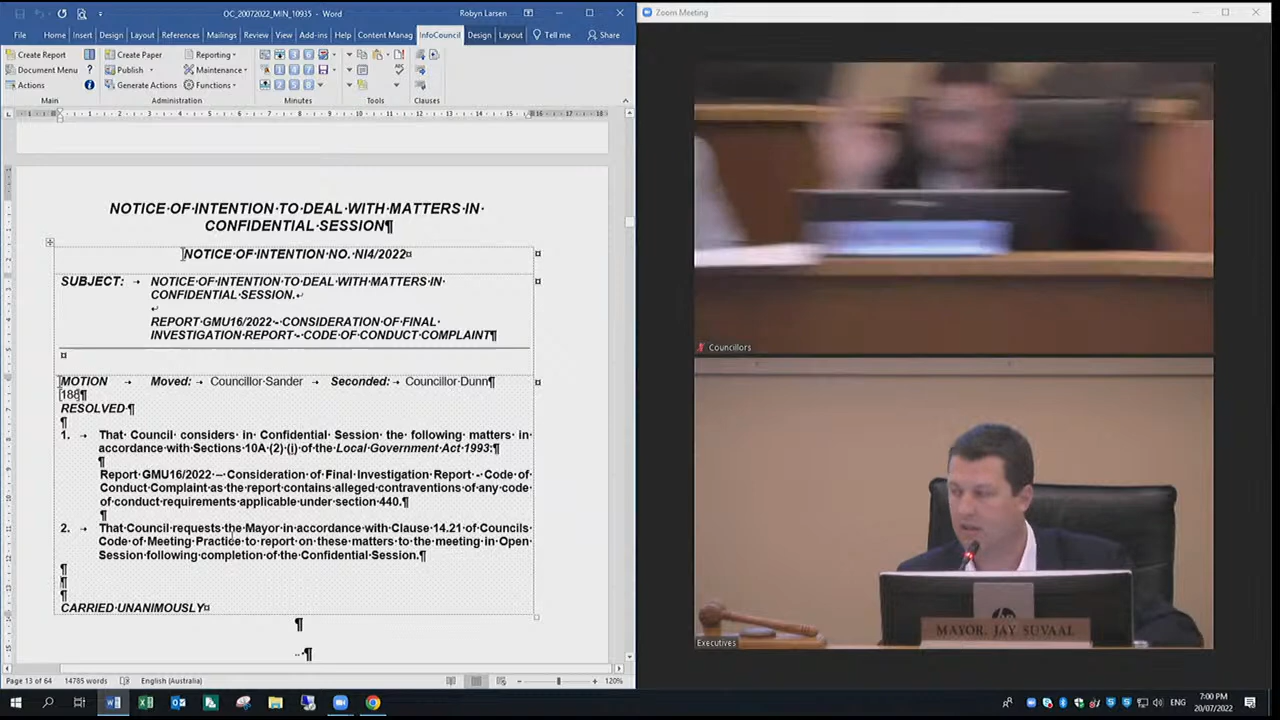 OC_20072022_MIN_10935 - Word
Robyn Larsen
Zoom Meeting
File Home Insert Design Layout References Mailings Review View Add-ins Help Content Manag InfoCouncil Design Layout Tell me Share
Create Report
Create Paper
Reporting
Document Menu
Publish
Maintenance
Actions
Generate Actions
Functions
Main Administration Minutes Tools Clauses
NOTICE·OF·INTENTION·TO·DEAL·WITH·MATTERS·IN·
CONFIDENTIAL·SESSION¶
NOTICE·OF·INTENTION·NO.·NI4/2022¤
SUBJECT: → NOTICE·OF·INTENTION·TO·DEAL·WITH·MATTERS·IN·
CONFIDENTIAL·SESSION.↵
↵
REPORT·GMU16/2022·-·CONSIDERATION·OF·FINAL·
INVESTIGATION·REPORT·-·CODE·OF·CONDUCT·COMPLAINT¶
¤
MOTION → Moved: → Councillor·Sander → Seconded: → Councillor·Dunn¶
188¶
RESOLVED·¶
¶
1. → That Council considers in Confidential Session the following matters in
accordance·with·Sections·10A·(2)·(i)·of·the·Local·Government·Act·1993:¶
¶
Report·GMU16/2022·–·Consideration·of·Final·Investigation·Report·-·Code·of·
Conduct·Complaint·as·the·report·contains·alleged·contraventions·of·any·code·
of·conduct·requirements·applicable·under·section·440.¶
¶
2. → That·Council·requests·the·Mayor·in·accordance·with·Clause·14.21·of·Councils·
Code·of·Meeting·Practice·to·report·on·these·matters·to·the·meeting·in·Open·
Session·following·completion·of·the·Confidential·Session.¶
¶
¶
¶
CARRIED·UNANIMOUSLY¤
¶
¶
Page 13 of 64 14785 words English (Australia) 120%
Councillors
MAYOR. JAY SUVAAL
Executives
ENG
7:00 PM
20/07/2022